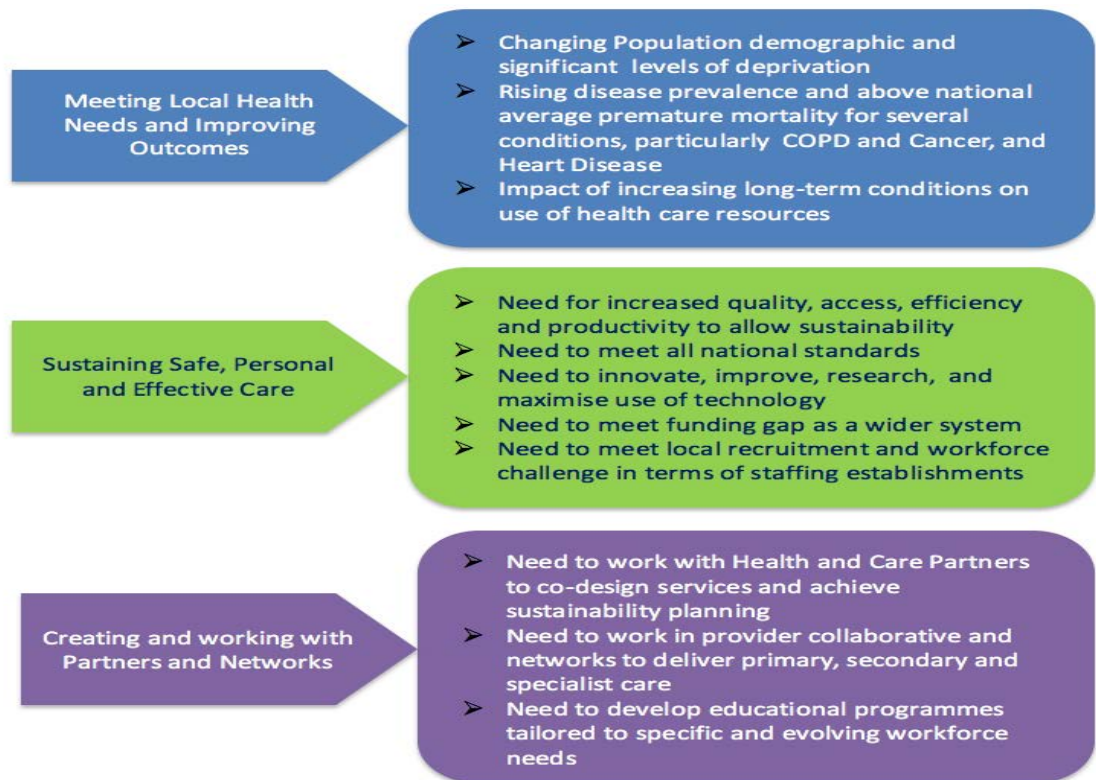 Meeting Local Health
Needs and Improving
Outcomes
➢ Changing Population demographic and
significant levels of deprivation
➢ Rising disease prevalence and above national
average premature mortality for several
conditions, particularly COPD and Cancer, and
Heart Disease
➢ Impact of increasing long-term conditions on
use of health care resources
Sustaining Safe, Personal
and Effective Care
➢ Need for increased quality, access, efficiency
and productivity to allow sustainability
➢ Need to meet all national standards
➢ Need to innovate, improve, research, and
maximise use of technology
➢ Need to meet funding gap as a wider system
➢ Need to meet local recruitment and workforce
challenge in terms of staffing establishments
Creating and working with
Partners and Networks
➢ Need to work with Health and Care Partners
to co-design services and achieve
sustainability planning
➢ Need to work in provider collaborative and
networks to deliver primary, secondary and
specialist care
➢ Need to develop educational programmes
tailored to specific and evolving workforce
needs